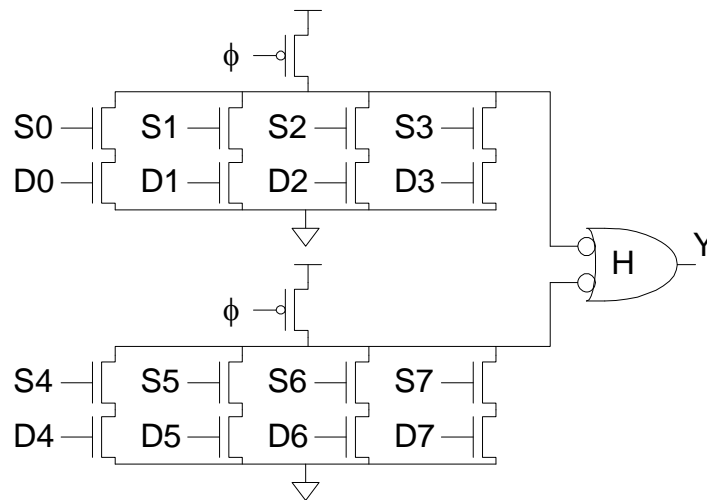 ϕ
S0 S1 S2 S3
D0 D1 D2 D3
H Y
ϕ
S4 S5 S6 S7
D4 D5 D6 D7